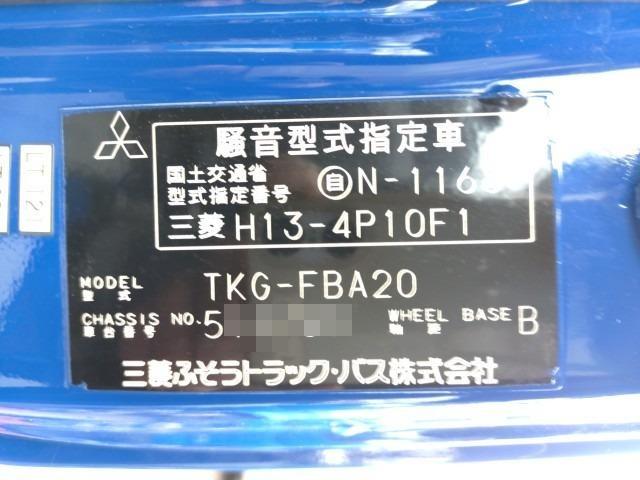 騒音型式指定車
国土交通省
型式指定番号 自N-116
三菱 H13-4P10F1
MODEL
型式 TKG-FBA20
CHASSIS NO. 5
車台番号
WHEEL BASE B
軸距
三菱ふそうトラック・バス株式会社